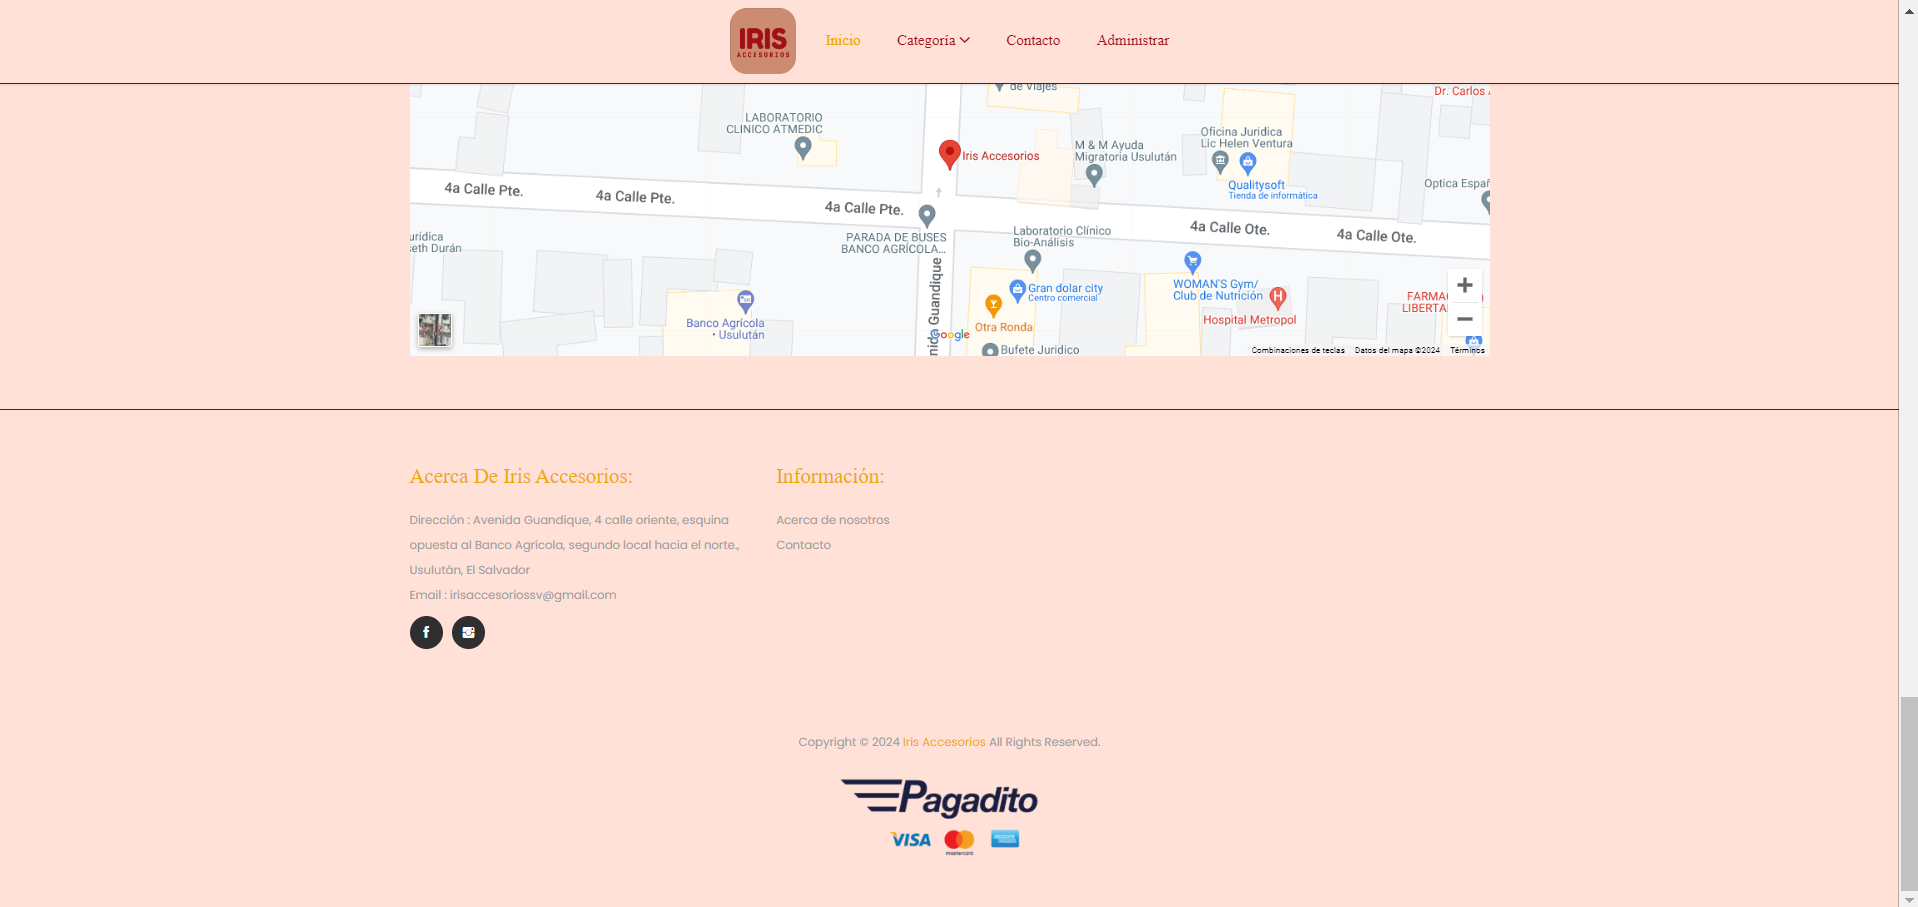 IRIS
ACCESORIOS
Inicio
Categoría
Contacto
Administrar
de Viajes
Dr. Carlos
LABORATORIO
CLINICO ATMEDIC
Iris Accesorios
M & M Ayuda
Migratoria Usulután
Oficina Juridica
Lic Helen Ventura
Qualitysoft
Tienda de informática
Optica Españ
4a Calle Pte.
4a Calle Pte.
4a Calle Pte.
PARADA DE BUSES
BANCO AGRÍCOLA...
Laboratorio Clínico
Bio-Análisis
4a Calle Ote.
4a Calle Ote.
urídica
seth Durán
nida Guandique
WOMAN'S Gym/
Club de Nutrición
Gran dolar city
Centro comercial
Hospital Metropol
FARMA
LIBERTA
Banco Agrícola
• Usulután
Otra Ronda
Google
Bufete Juridico
Combinaciones de teclas
Datos del mapa ©2024
Términos
Acerca De Iris Accesorios:
Dirección : Avenida Guandique, 4 calle oriente, esquina
opuesta al Banco Agrícola, segundo local hacia el norte.,
Usulután, El Salvador
Email : irisaccesoriossv@gmail.com
Información:
Acerca de nosotros
Contacto
Copyright © 2024 Iris Accesorios All Rights Reserved.
Pagadito
VISA
mastercard